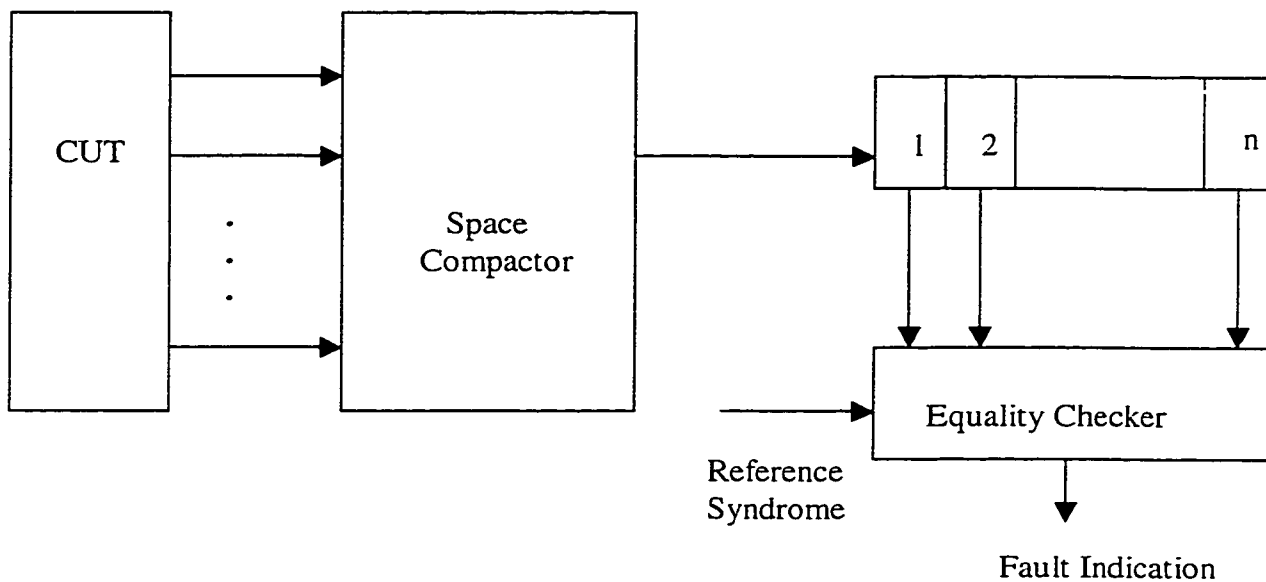 CUT
Space
Compactor
1
2
n
Equality Checker
Reference
Syndrome
Fault Indication